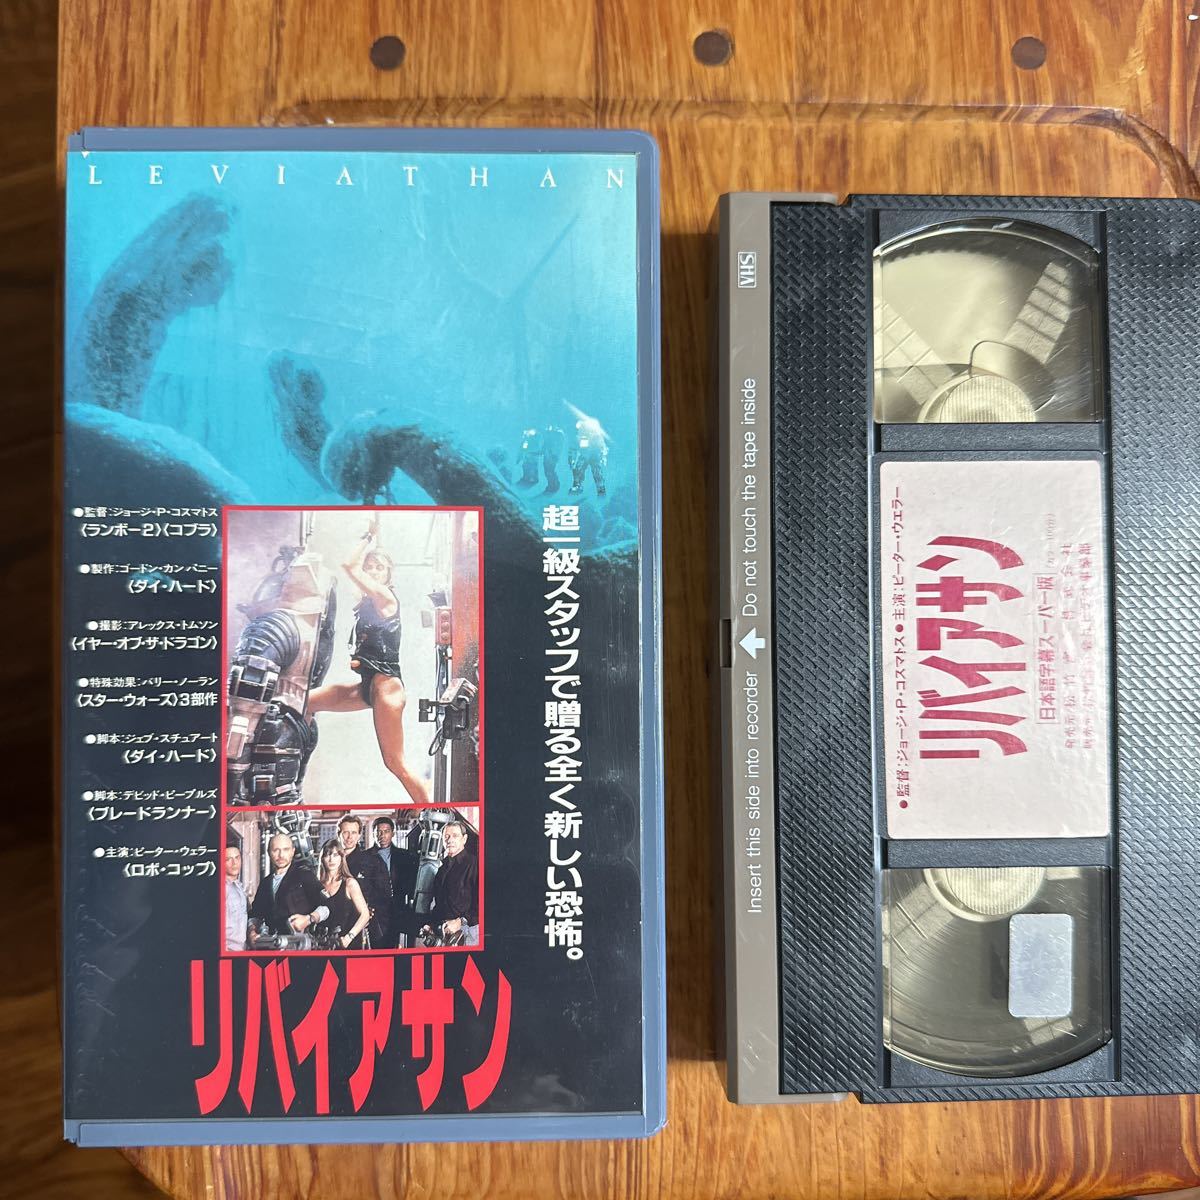 LEVIATHAN
●監督:ジョージ・P・コスマトス
〈ランボー2〉〈コブラ〉
●製作:ゴードン・カンパニー
〈ダイ・ハード〉
●撮影:アレックス・トムソン
〈イヤー・オブ・ザ・ドラゴン〉
●特殊効果:バリー・ノーラン
〈スター・ウォーズ〉3部作
●脚本:ジェブ・スチュアート
〈ダイ・ハード〉
●脚本:デビッド・ピープルズ
〈ブレードランナー〉
●主演:ピーター・ウェラー
〈ロボ・コップ〉
超一級スタッフで贈る全く新しい恐怖。
リバイアサン
VHS
Insert this side into recorder Do not touch the tape inside
●監督:ジョージ・P・コスマトス●主演:ピーター・ウエラー
リバイアサン
日本語字幕スーパー版